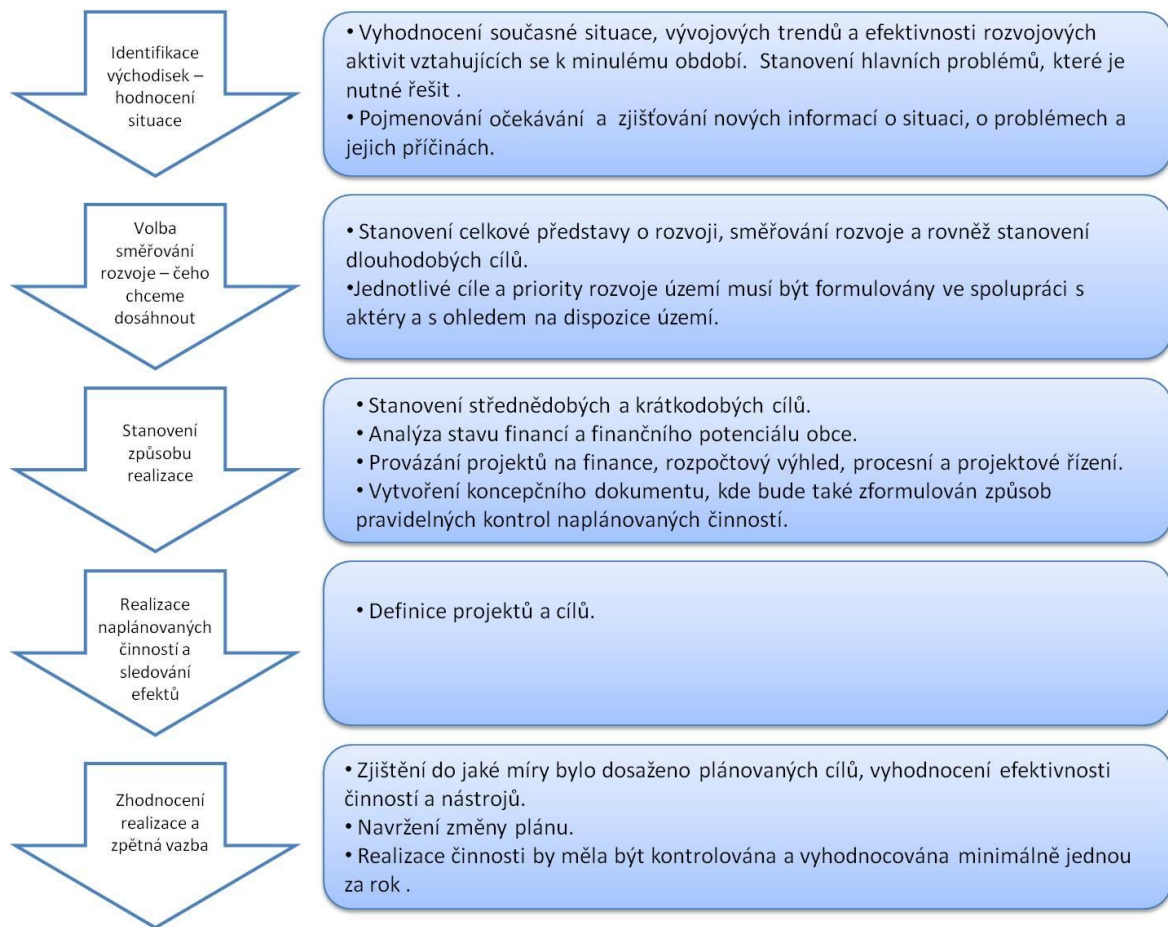 Identifikace
východisek –
hodnocení
situace
• Vyhodnocení současné situace, vývojových trendů a efektivnosti rozvojových
aktivit vztahujících se k minulému období. Stanovení hlavních problémů, které je
nutné řešit .
• Pojmenování očekávání a zjišťování nových informací o situaci, o problémech a
jejich příčinách.
Volba
směřování
rozvoje – čeho
chceme
dosáhnout
• Stanovení celkové představy o rozvoji, směřování rozvoje a rovněž stanovení
dlouhodobých cílů.
•Jednotlivé cíle a priority rozvoje území musí být formulovány ve spolupráci s
aktéry a s ohledem na dispozice území.
Stanovení
způsobu
realizace
• Stanovení střednědobých a krátkodobých cílů.
• Analýza stavu financí a finančního potenciálu obce.
• Provázání projektů na finance, rozpočtový výhled, procesní a projektové řízení.
• Vytvoření koncepčního dokumentu, kde bude také zformulován způsob
pravidelných kontrol naplánovaných činností.
Realizace
naplánovaných
činností a
sledování
efektů
• Definice projektů a cílů.
Zhodnocení
realizace a
zpětná vazba
• Zjištění do jaké míry bylo dosaženo plánovaných cílů, vyhodnocení efektivnosti
činností a nástrojů.
• Navržení změny plánu.
• Realizace činnosti by měla být kontrolována a vyhodnocována minimálně jednou
za rok .